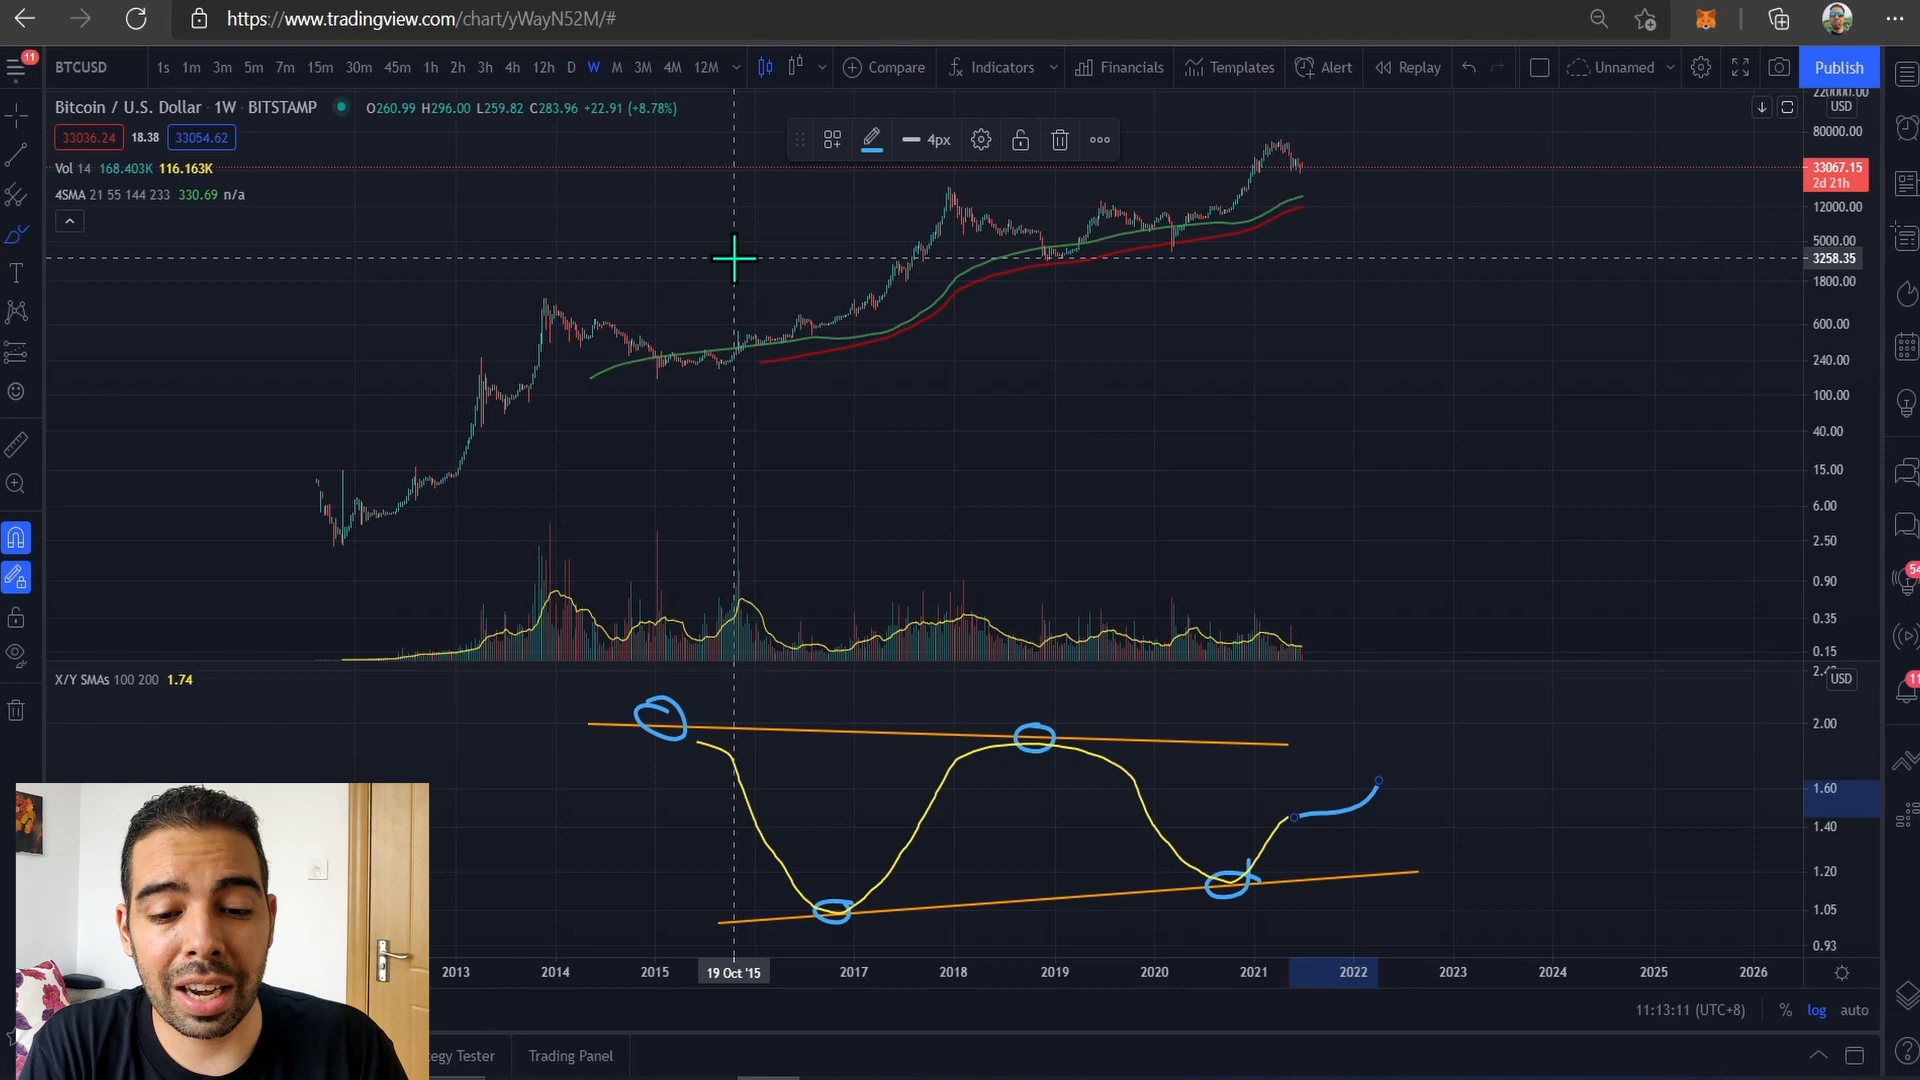 https://www.tradingview.com/chart/yWayN52M/#
11
BTCUSD 1s 1m 3m 5m 7m 15m 30m 45m 1h 2h 3h 4h 12h D W M 3M 4M 12M Compare Indicators Financials Templates Alert Replay Unnamed Publish
Bitcoin / U.S. Dollar · 1W · BITSTAMP O260.99 H296.00 L259.82 C283.96 +22.91 (+8.78%)
USD
33036.24 18.38 33054.62
4px
80000.00
Vol 14 168.403K 116.163K
33067.15
2d 21h
4SMA 21 55 144 233 330.69 n/a
12000.00
5000.00
3258.35
1800.00
600.00
240.00
100.00
40.00
15.00
6.00
2.50
0.90
54
0.35
0.15
X/Y SMAs 100 200 1.74
USD
11
2.00
1.60
1.40
1.20
1.05
0.93
2013 2014 2015 19 Oct '15 2017 2018 2019 2020 2021 2022 2023 2024 2025 2026
11:13:11 (UTC+8) % log auto
tegy Tester Trading Panel